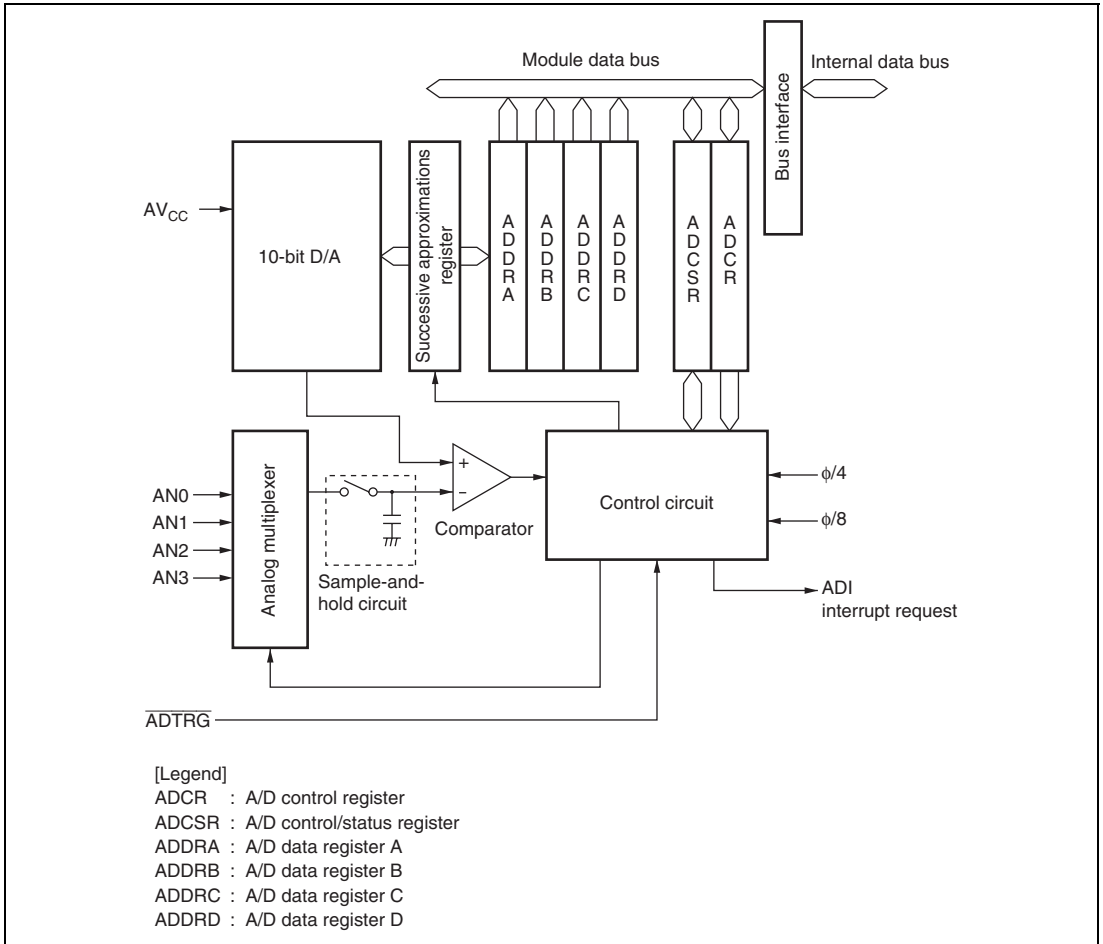 Module data bus
Internal data bus
Bus interface
AV_CC
10-bit D/A
Successive approximations
register
ADDRA
ADDRB
ADDRC
ADDRD
ADCSR
ADCR
AN0
AN1
AN2
AN3
Analog multiplexer
Sample-and-
hold circuit
+
−
Comparator
Control circuit
ϕ/4
ϕ/8
ADI
interrupt request
A̅D̅T̅R̅G̅
[Legend]
ADCR : A/D control register
ADCSR : A/D control/status register
ADDRA : A/D data register A
ADDRB : A/D data register B
ADDRC : A/D data register C
ADDRD : A/D data register D